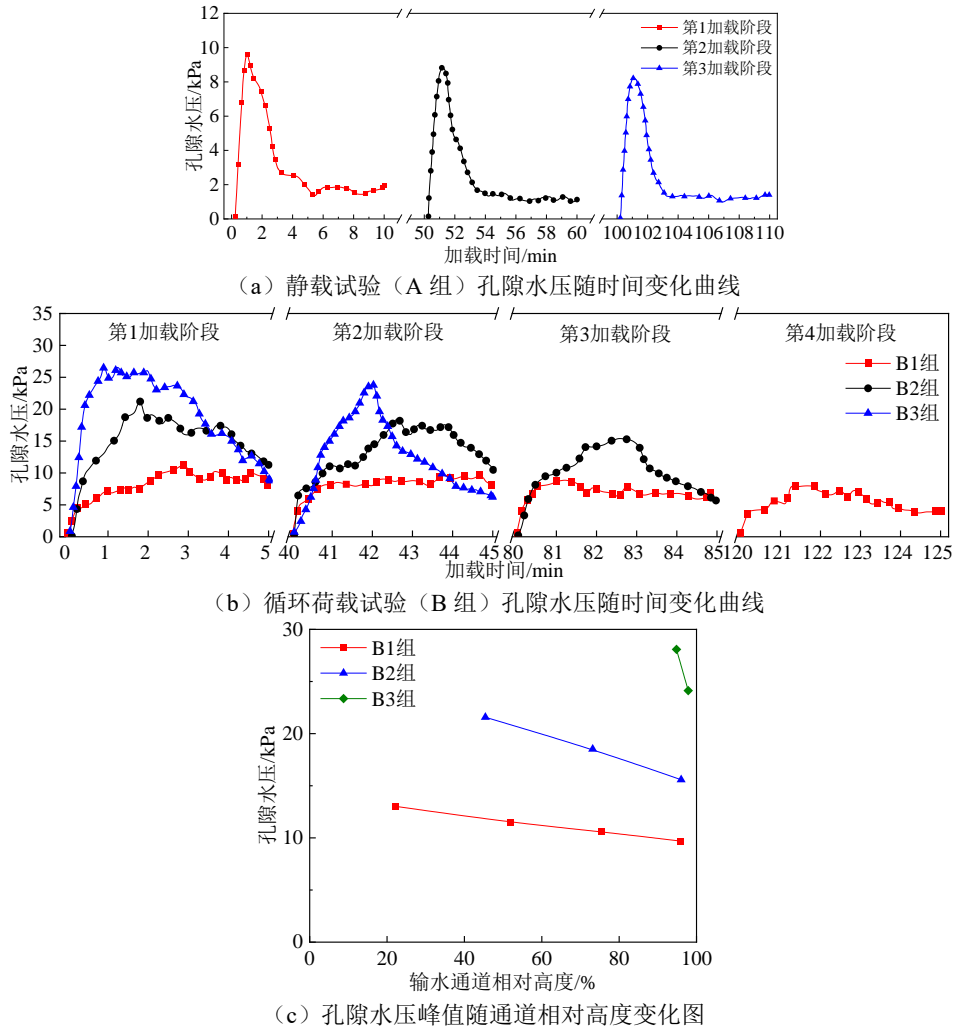 12
10
8
6
4
2
0
孔隙水压/kPa
第1加载阶段
第2加载阶段
第3加载阶段
0 2 4 6 8 10 50 52 54 56 58 60 100 102 104 106 108 110
加载时间/min
(a)静载试验(A 组)孔隙水压随时间变化曲线
35
30
25
20
15
10
5
0
孔隙水压/kPa
第1加载阶段 第2加载阶段 第3加载阶段 第4加载阶段
B1组
B2组
B3组
0 1 2 3 4 5 40 41 42 43 44 45 80 81 82 83 84 85 120 121 122 123 124 125
加载时间/min
(b)循环荷载试验(B 组)孔隙水压随时间变化曲线
30
20
10
0
孔隙水压/kPa
B1组
B2组
B3组
0 20 40 60 80 100
输水通道相对高度/%
(c)孔隙水压峰值随通道相对高度变化图